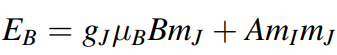 E_B = g_J μ_B B m_J + A m_I m_J